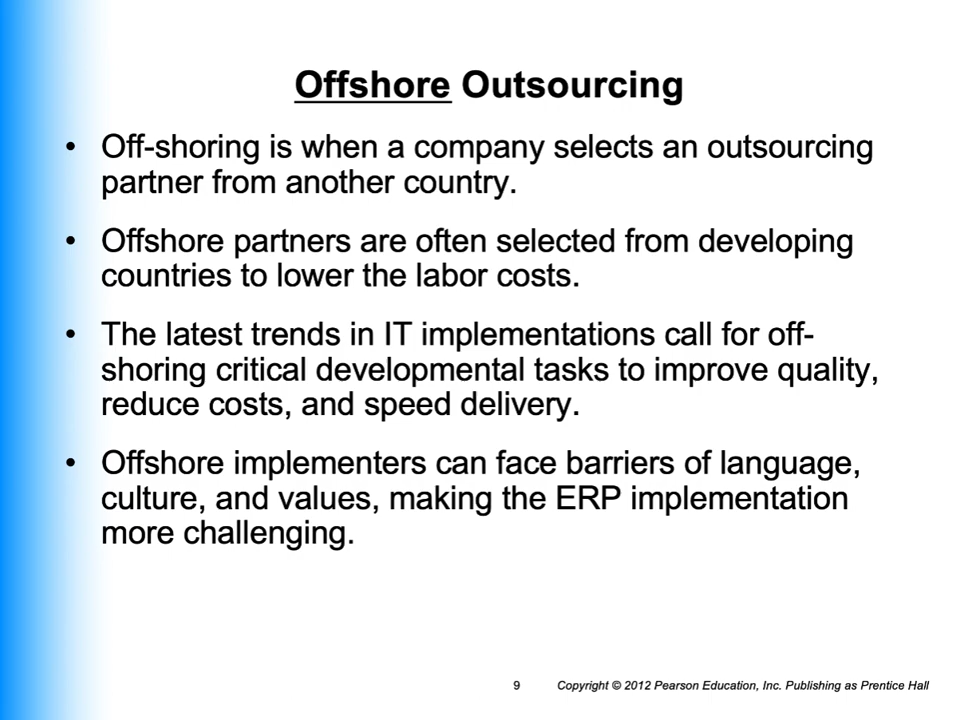 Offshore Outsourcing
• Off-shoring is when a company selects an outsourcing
partner from another country.
• Offshore partners are often selected from developing
countries to lower the labor costs.
• The latest trends in IT implementations call for off-
shoring critical developmental tasks to improve quality,
reduce costs, and speed delivery.
• Offshore implementers can face barriers of language,
culture, and values, making the ERP implementation
more challenging.
9 Copyright © 2012 Pearson Education, Inc. Publishing as Prentice Hall